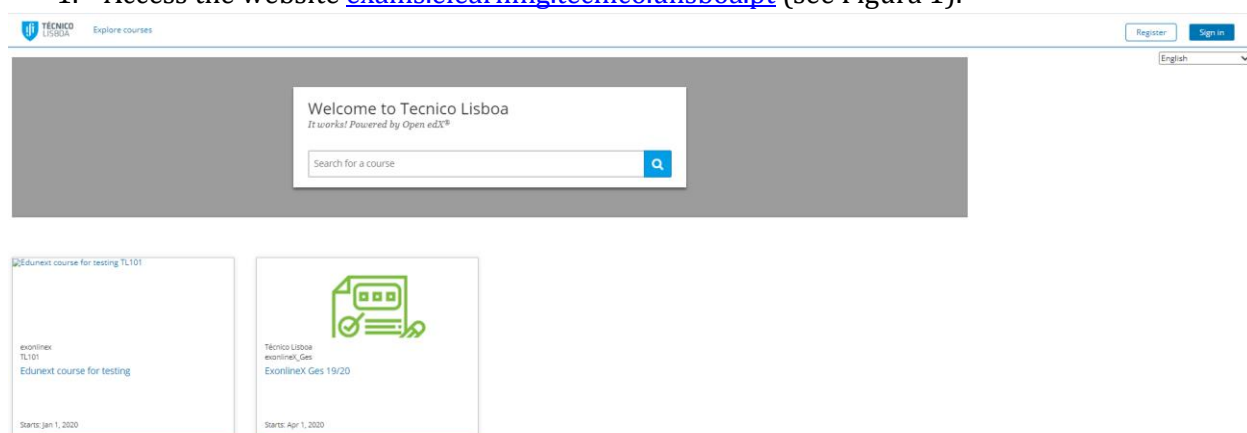 1. Access the website exams.elearning.tecnico.ulisboa.pt (see Figura 1).
TÉCNICO
LISBOA
Explore courses
Register
Sign in
English
Welcome to Tecnico Lisboa
It works! Powered by Open edX®
Search for a course
Edunext course for testing TL101
exonlinex
TL101
Edunext course for testing
Starts: Jan 1, 2020
Técnico Lisboa
exonlineX_Ges
ExonlineX Ges 19/20
Starts: Apr 1, 2020